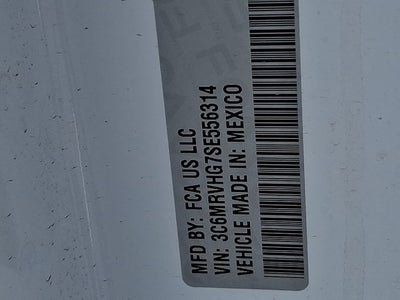 MFD BY: FCA US LLC
VIN: 3C6MRVHG7SE556314
VEHICLE MADE IN: MEXICO